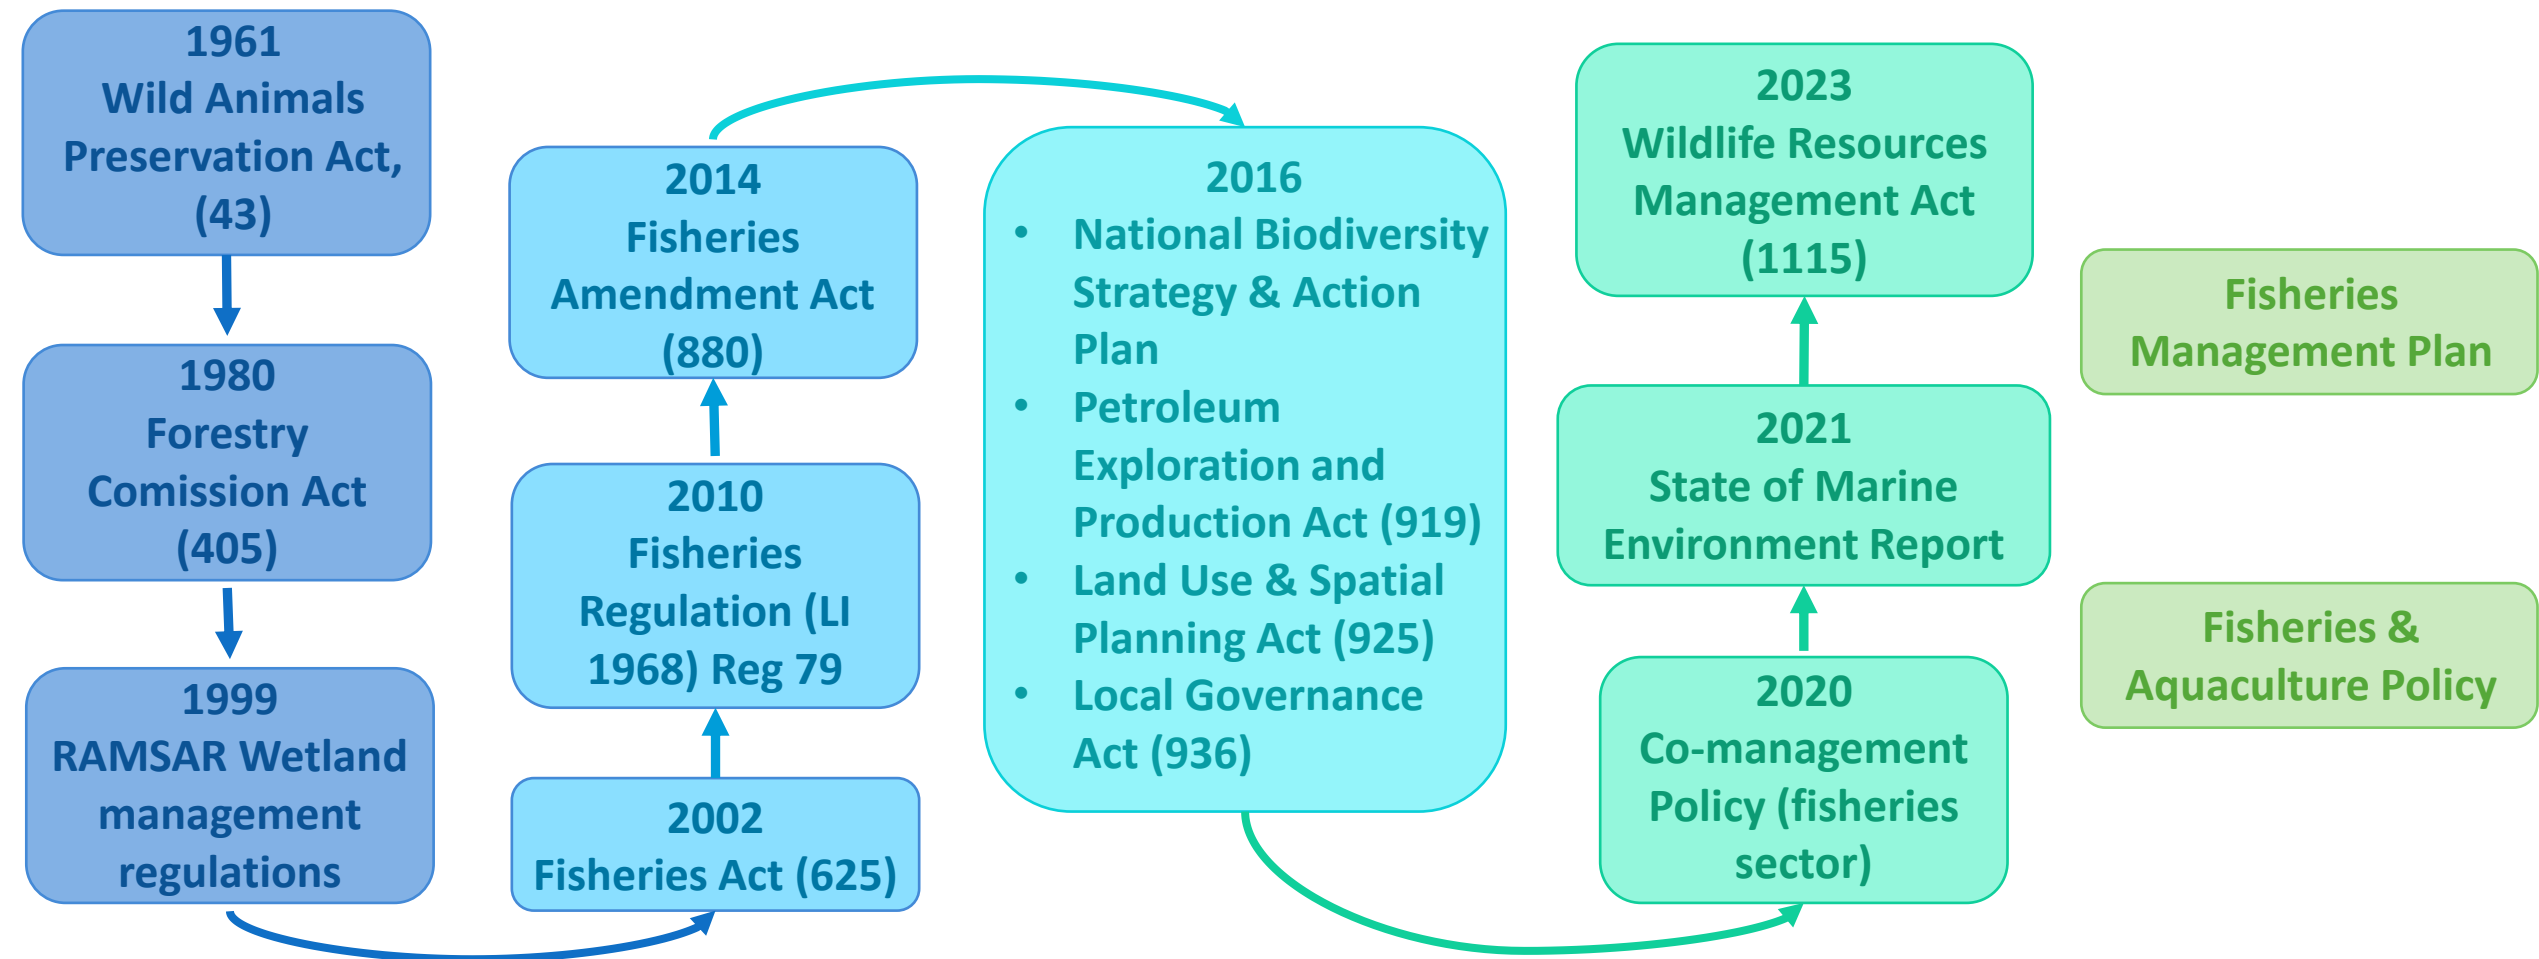 1961
Wild Animals
Preservation Act,
(43)
1980
Forestry
Comission Act
(405)
1999
RAMSAR Wetland
management
regulations
2014
Fisheries
Amendment Act
(880)
2010
Fisheries
Regulation (LI
1968) Reg 79
2002
Fisheries Act (625)
2016
• National Biodiversity
Strategy & Action
Plan
• Petroleum
Exploration and
Production Act (919)
• Land Use & Spatial
Planning Act (925)
• Local Governance
Act (936)
2023
Wildlife Resources
Management Act
(1115)
2021
State of Marine
Environment Report
2020
Co-management
Policy (fisheries
sector)
Fisheries
Management Plan
Fisheries &
Aquaculture Policy